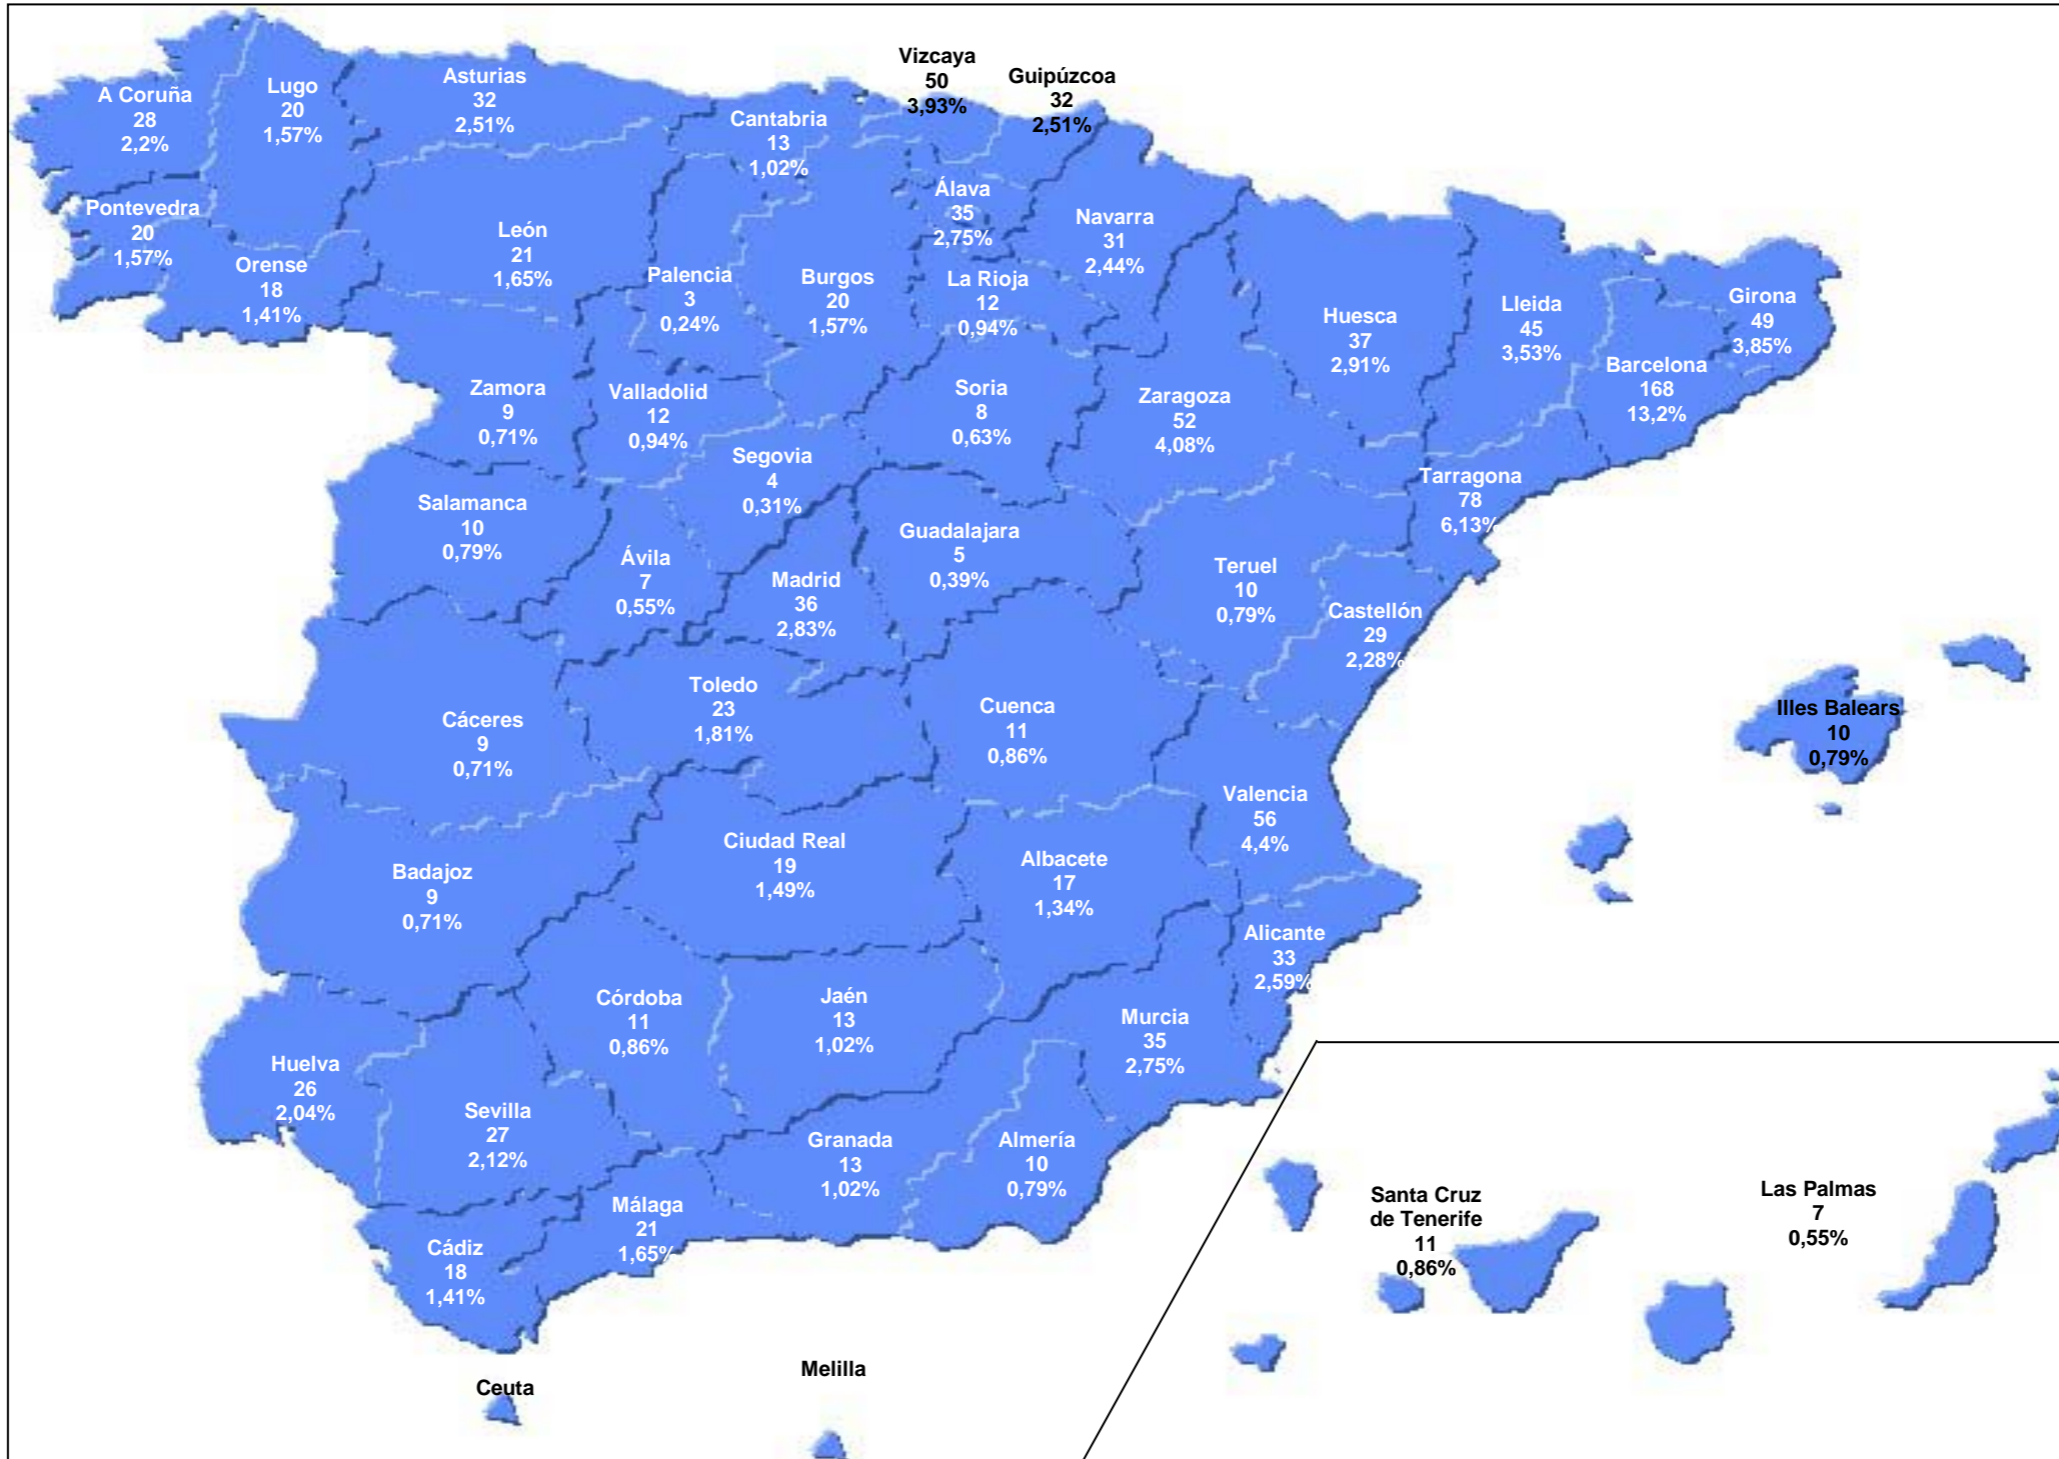 Vizcaya
50
3,93%
Guipúzcoa
32
2,51%
A Coruña
28
2,2%
Lugo
20
1,57%
Asturias
32
2,51%
Cantabria
13
1,02%
Álava
35
2,75%
Navarra
31
2,44%
Pontevedra
20
1,57%
Orense
18
1,41%
León
21
1,65%
Palencia
3
0,24%
Burgos
20
1,57%
La Rioja
12
0,94%
Huesca
37
2,91%
Lleida
45
3,53%
Girona
49
3,85%
Barcelona
168
13,2%
Zamora
9
0,71%
Valladolid
12
0,94%
Soria
8
0,63%
Zaragoza
52
4,08%
Segovia
4
0,31%
Tarragona
78
6,13%
Salamanca
10
0,79%
Ávila
7
0,55%
Madrid
36
2,83%
Guadalajara
5
0,39%
Teruel
10
0,79%
Castellón
29
2,28%
Toledo
23
1,81%
Cáceres
9
0,71%
Cuenca
11
0,86%
Illes Balears
10
0,79%
Valencia
56
4,4%
Ciudad Real
19
1,49%
Albacete
17
1,34%
Badajoz
9
0,71%
Alicante
33
2,59%
Córdoba
11
0,86%
Jaén
13
1,02%
Murcia
35
2,75%
Huelva
26
2,04%
Sevilla
27
2,12%
Granada
13
1,02%
Almería
10
0,79%
Málaga
21
1,65%
Cádiz
18
1,41%
Santa Cruz
de Tenerife
11
0,86%
Las Palmas
7
0,55%
Ceuta
Melilla